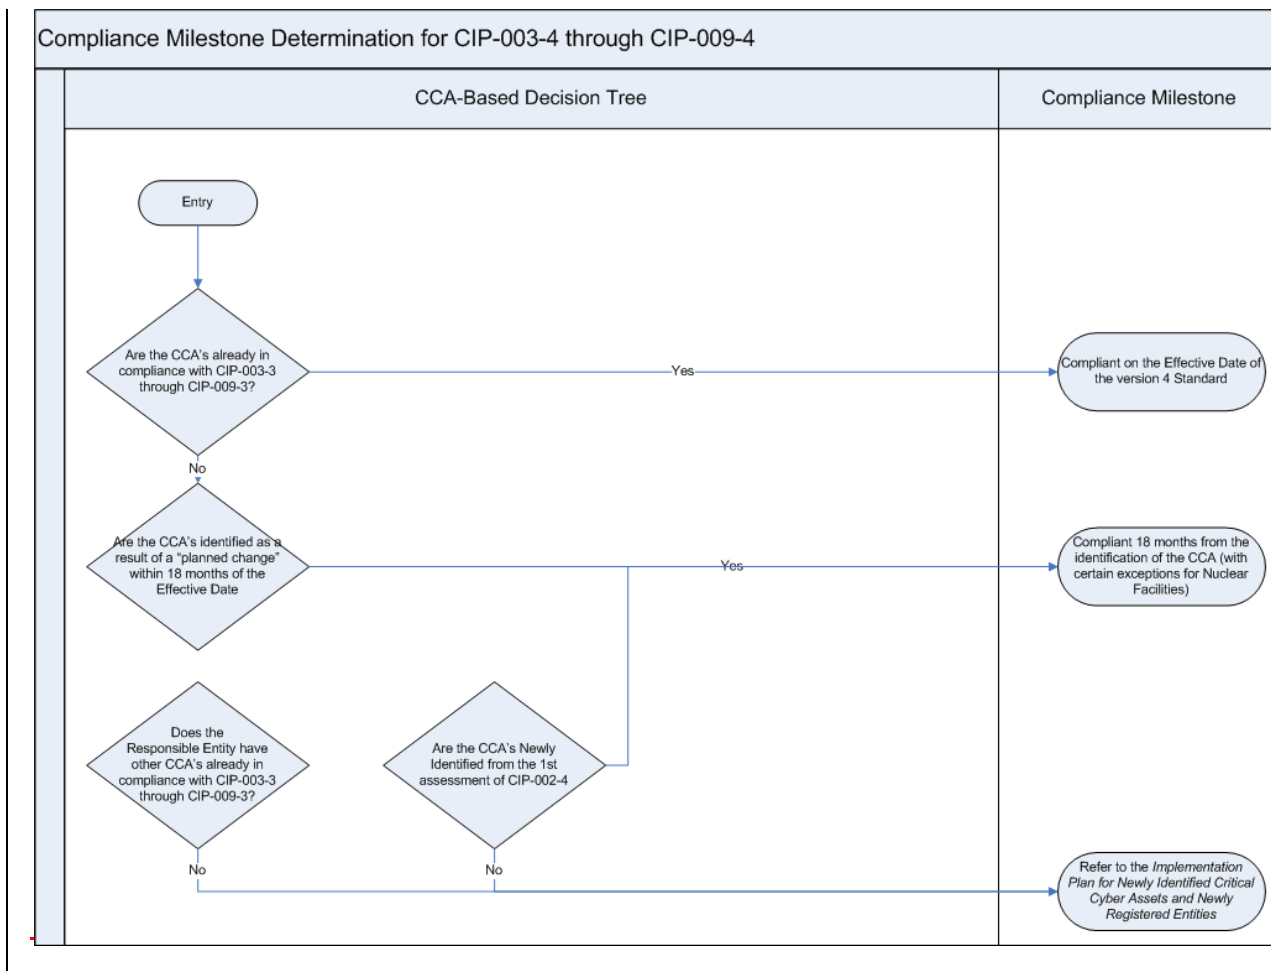 Compliance Milestone Determination for CIP-003-4 through CIP-009-4
CCA-Based Decision Tree
Compliance Milestone
Entry
Are the CCA's already in
compliance with CIP-003-3
through CIP-009-3?
Yes
Compliant on the Effective Date of
the version 4 Standard
No
Are the CCA's identified as a
result of a "planned change"
within 18 months of the
Effective Date
Yes
Compliant 18 months from the
identification of the CCA (with
certain exceptions for Nuclear
Facilities)
Does the
Responsible Entity have
other CCA's already in
compliance with CIP-003-3
through CIP-009-3?
Are the CCA's Newly
Identified from the 1st
assessment of CIP-002-4
No
No
Refer to the Implementation
Plan for Newly Identified Critical
Cyber Assets and Newly
Registered Entities